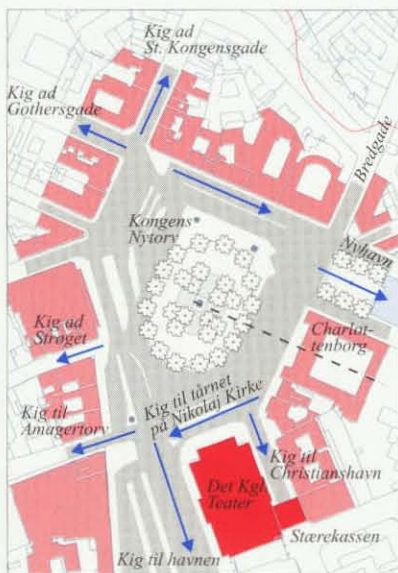 Kig ad
St. Kongensgade
Kig ad
Gothersgade
Bredgade
Kongens
Nytorv
Nyhavn
Kig ad
Strøget
Charlot-
tenborg
Kig til tårnet
på Nikolaj Kirke
Kig til
Amagertorv
Kig til
Christianshavn
Det Kgl.
Teater
Stærekassen
Kig til havnen